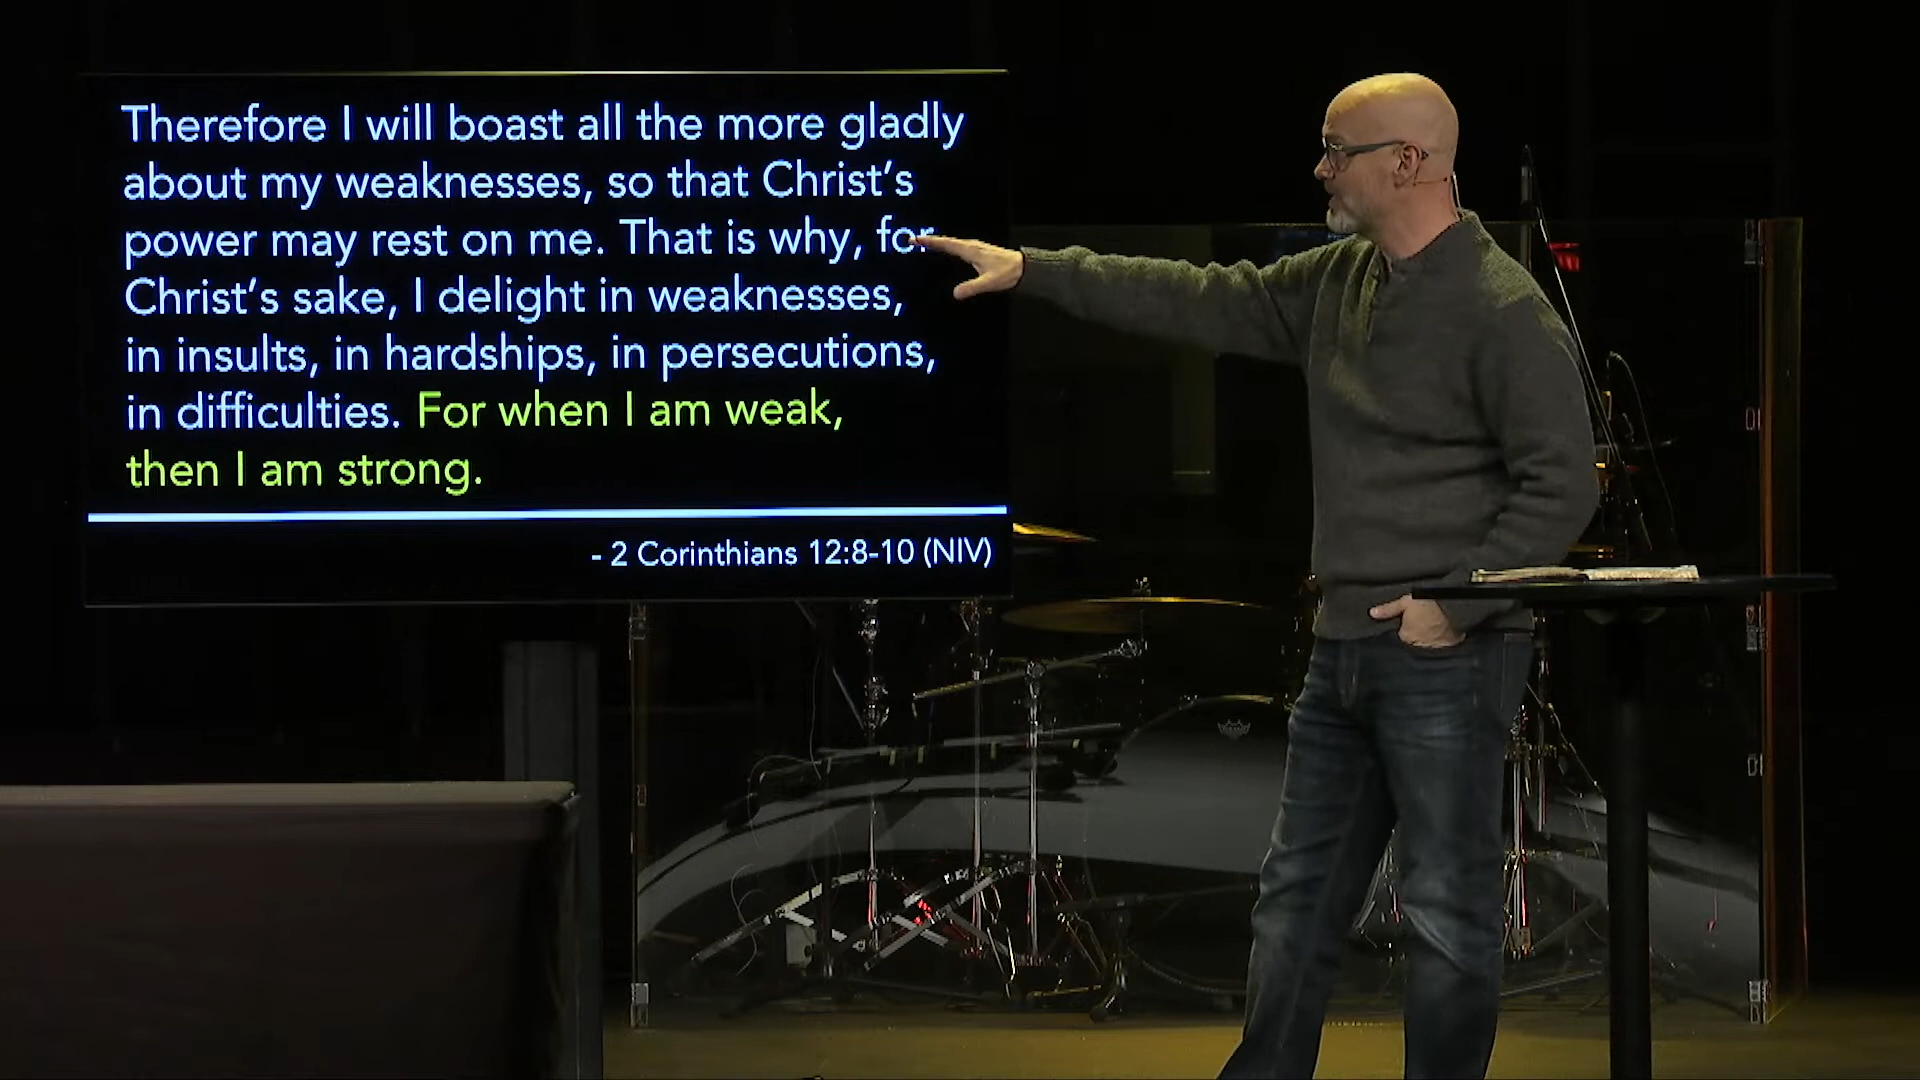 Therefore I will boast all the more gladly
about my weaknesses, so that Christ's
power may rest on me. That is why, for
Christ's sake, I delight in weaknesses,
in insults, in hardships, in persecutions,
in difficulties. For when I am weak,
then I am strong.
- 2 Corinthians 12:8-10 (NIV)